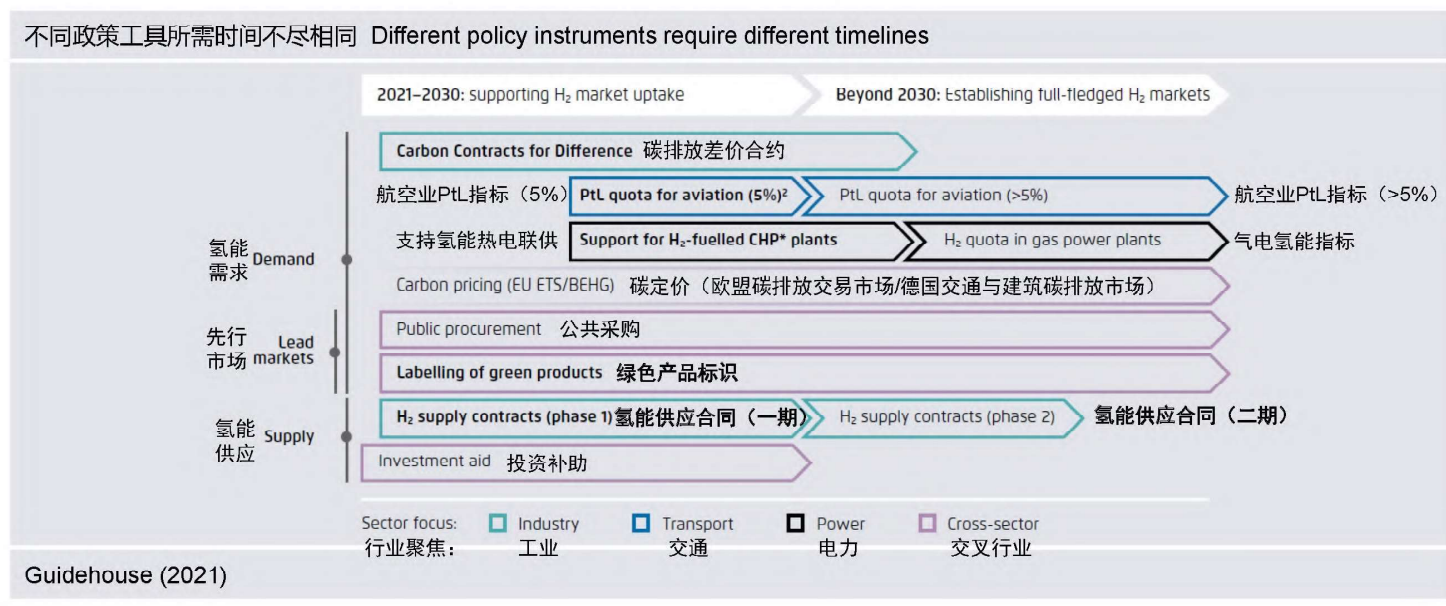 不同政策工具所需时间不尽相同 Different policy instruments require different timelines
2021–2030: supporting H₂ market uptake
Beyond 2030: Establishing full-fledged H₂ markets
Carbon Contracts for Difference 碳排放差价合约
航空业PtL指标（5%）
PtL quota for aviation (5%)²
PtL quota for aviation (>5%)
航空业PtL指标（>5%）
支持氢能热电联供
Support for H₂-fuelled CHP* plants
H₂ quota in gas power plants
气电氢能指标
氢能
需求
Demand
Carbon pricing (EU ETS/BEHG) 碳定价（欧盟碳排放交易市场/德国交通与建筑碳排放市场）
先行
市场
Lead
markets
Public procurement 公共采购
Labelling of green products 绿色产品标识
氢能
供应
Supply
H₂ supply contracts (phase 1) 氢能供应合同（一期）
H₂ supply contracts (phase 2)
氢能供应合同（二期）
Investment aid 投资补助
Sector focus:
Industry
Transport
Power
Cross-sector
行业聚焦：
工业
交通
电力
交叉行业
Guidehouse (2021)